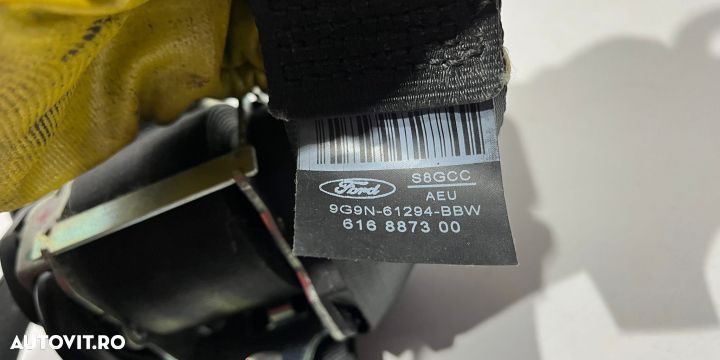 Ford
S8GCC
AEU
9G9N-61294-BBW
616 8873 00
AUTOVIT.RO